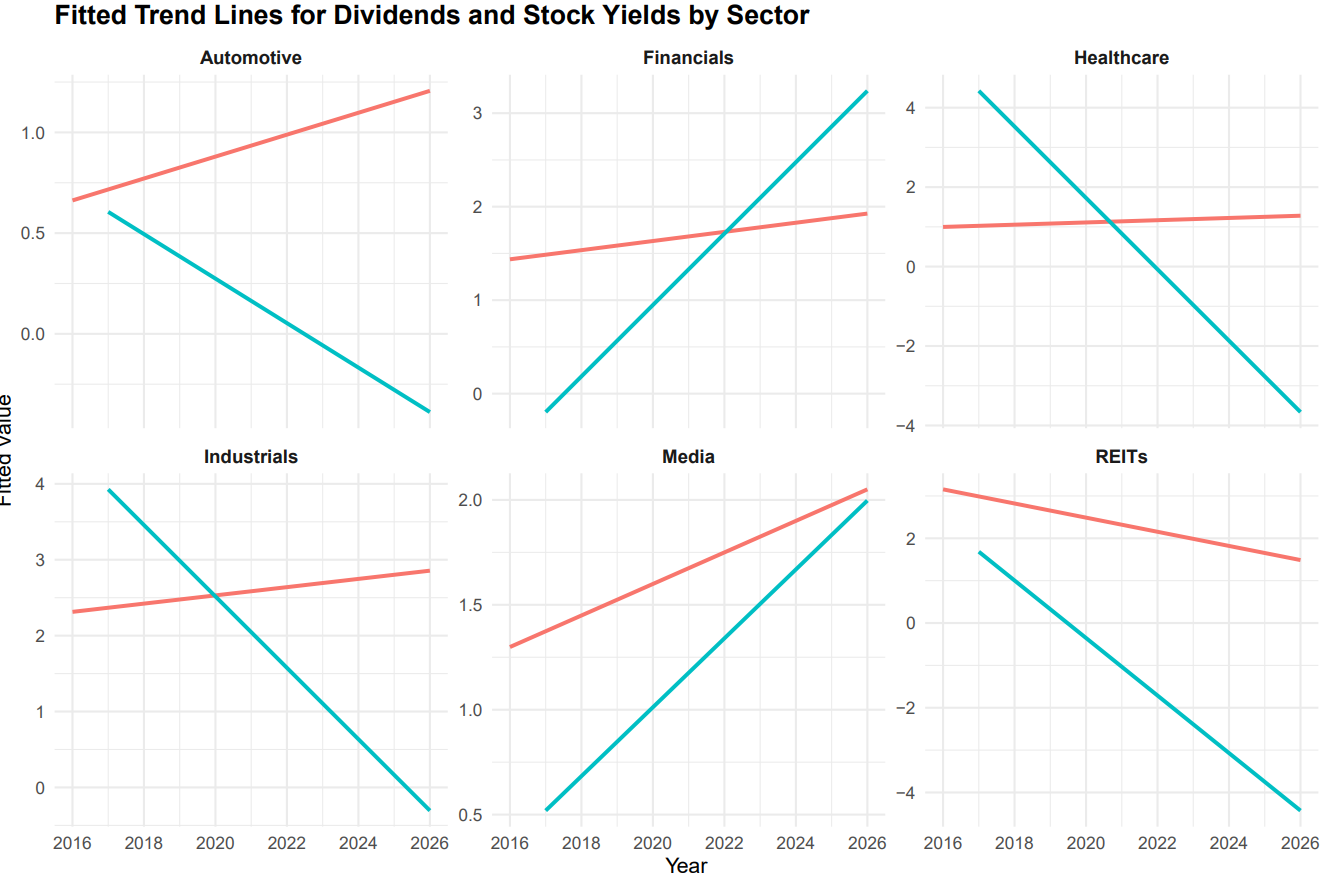 Fitted Trend Lines for Dividends and Stock Yields by Sector
Automotive
Financials
Healthcare
1.0
0.5
0.0
3
2
1
0
4
2
0
−2
−4
Fitted Value
Industrials
Media
REITs
4
3
2
1
0
2.0
1.5
1.0
0.5
2
0
−2
−4
2016 2018 2020 2022 2024 2026
2016 2018 2020 2022 2024 2026
2016 2018 2020 2022 2024 2026
Year